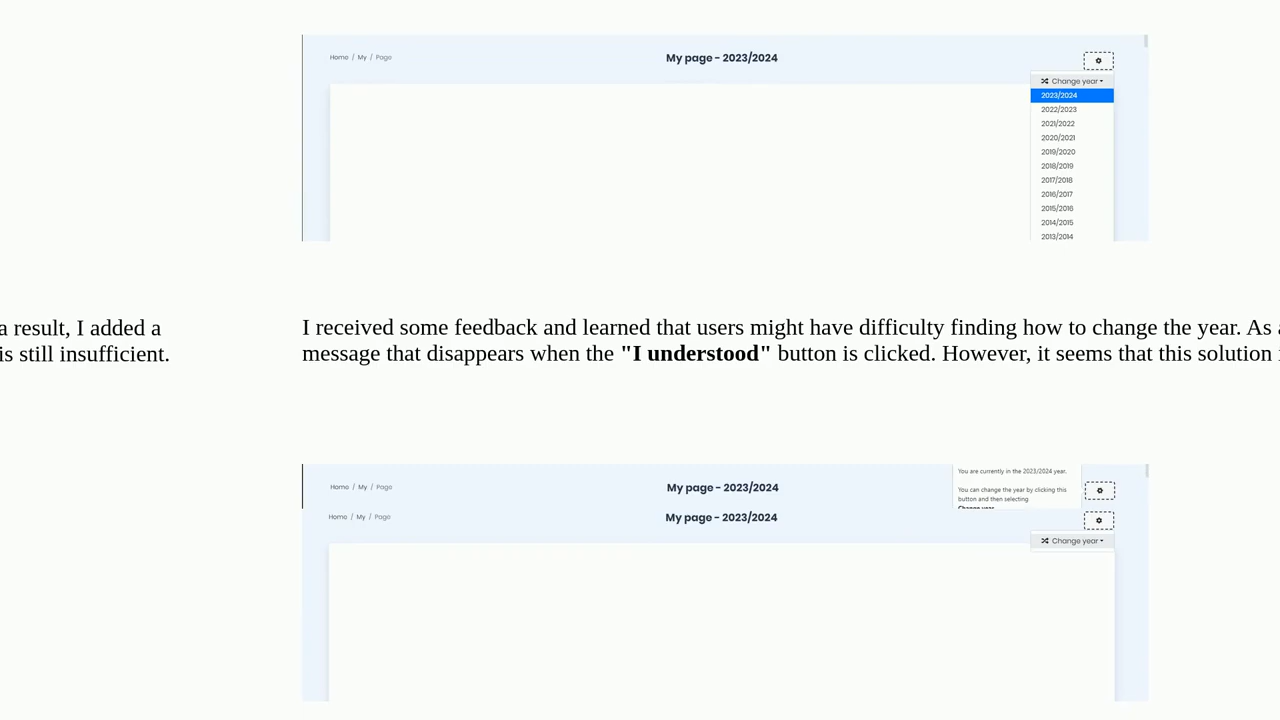 Home / My / Page
My page - 2023/2024
Change year
2023/2024
2022/2023
2021/2022
2020/2021
2019/2020
2018/2019
2017/2018
2016/2017
2015/2016
2014/2015
2013/2014
a result, I added a
is still insufficient.
I received some feedback and learned that users might have difficulty finding how to change the year. As a
message that disappears when the "I understood" button is clicked. However, it seems that this solution i
You are currently in the 2023/2024 year.
Home / My / Page
My page - 2023/2024
You can change the year by clicking this
button and then selecting
Change year
Home / My / Page
My page - 2023/2024
Change year